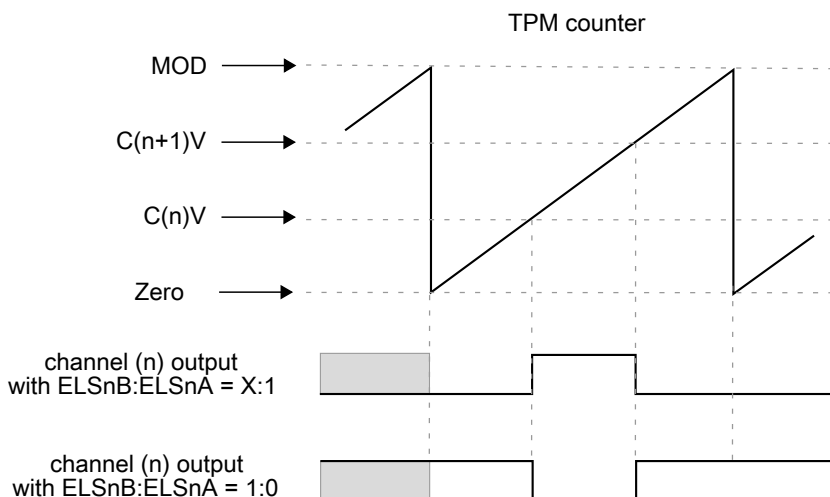 TPM counter
MOD
C(n+1)V
C(n)V
Zero
channel (n) output
with ELSnB:ELSnA = X:1
channel (n) output
with ELSnB:ELSnA = 1:0